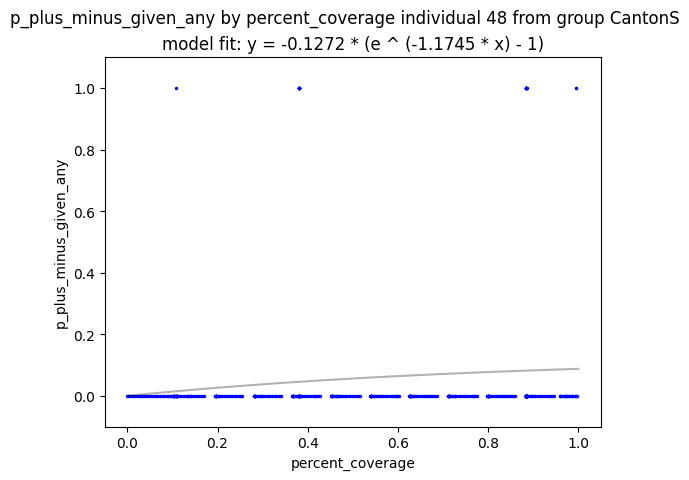 p_plus_minus_given_any by percent_coverage individual 48 from group CantonS
model fit: y = -0.1272 * (e ^ (-1.1745 * x) - 1)
1.0
0.8
0.6
0.4
0.2
0.0
p_plus_minus_given_any
0.0 0.2 0.4 0.6 0.8 1.0
percent_coverage